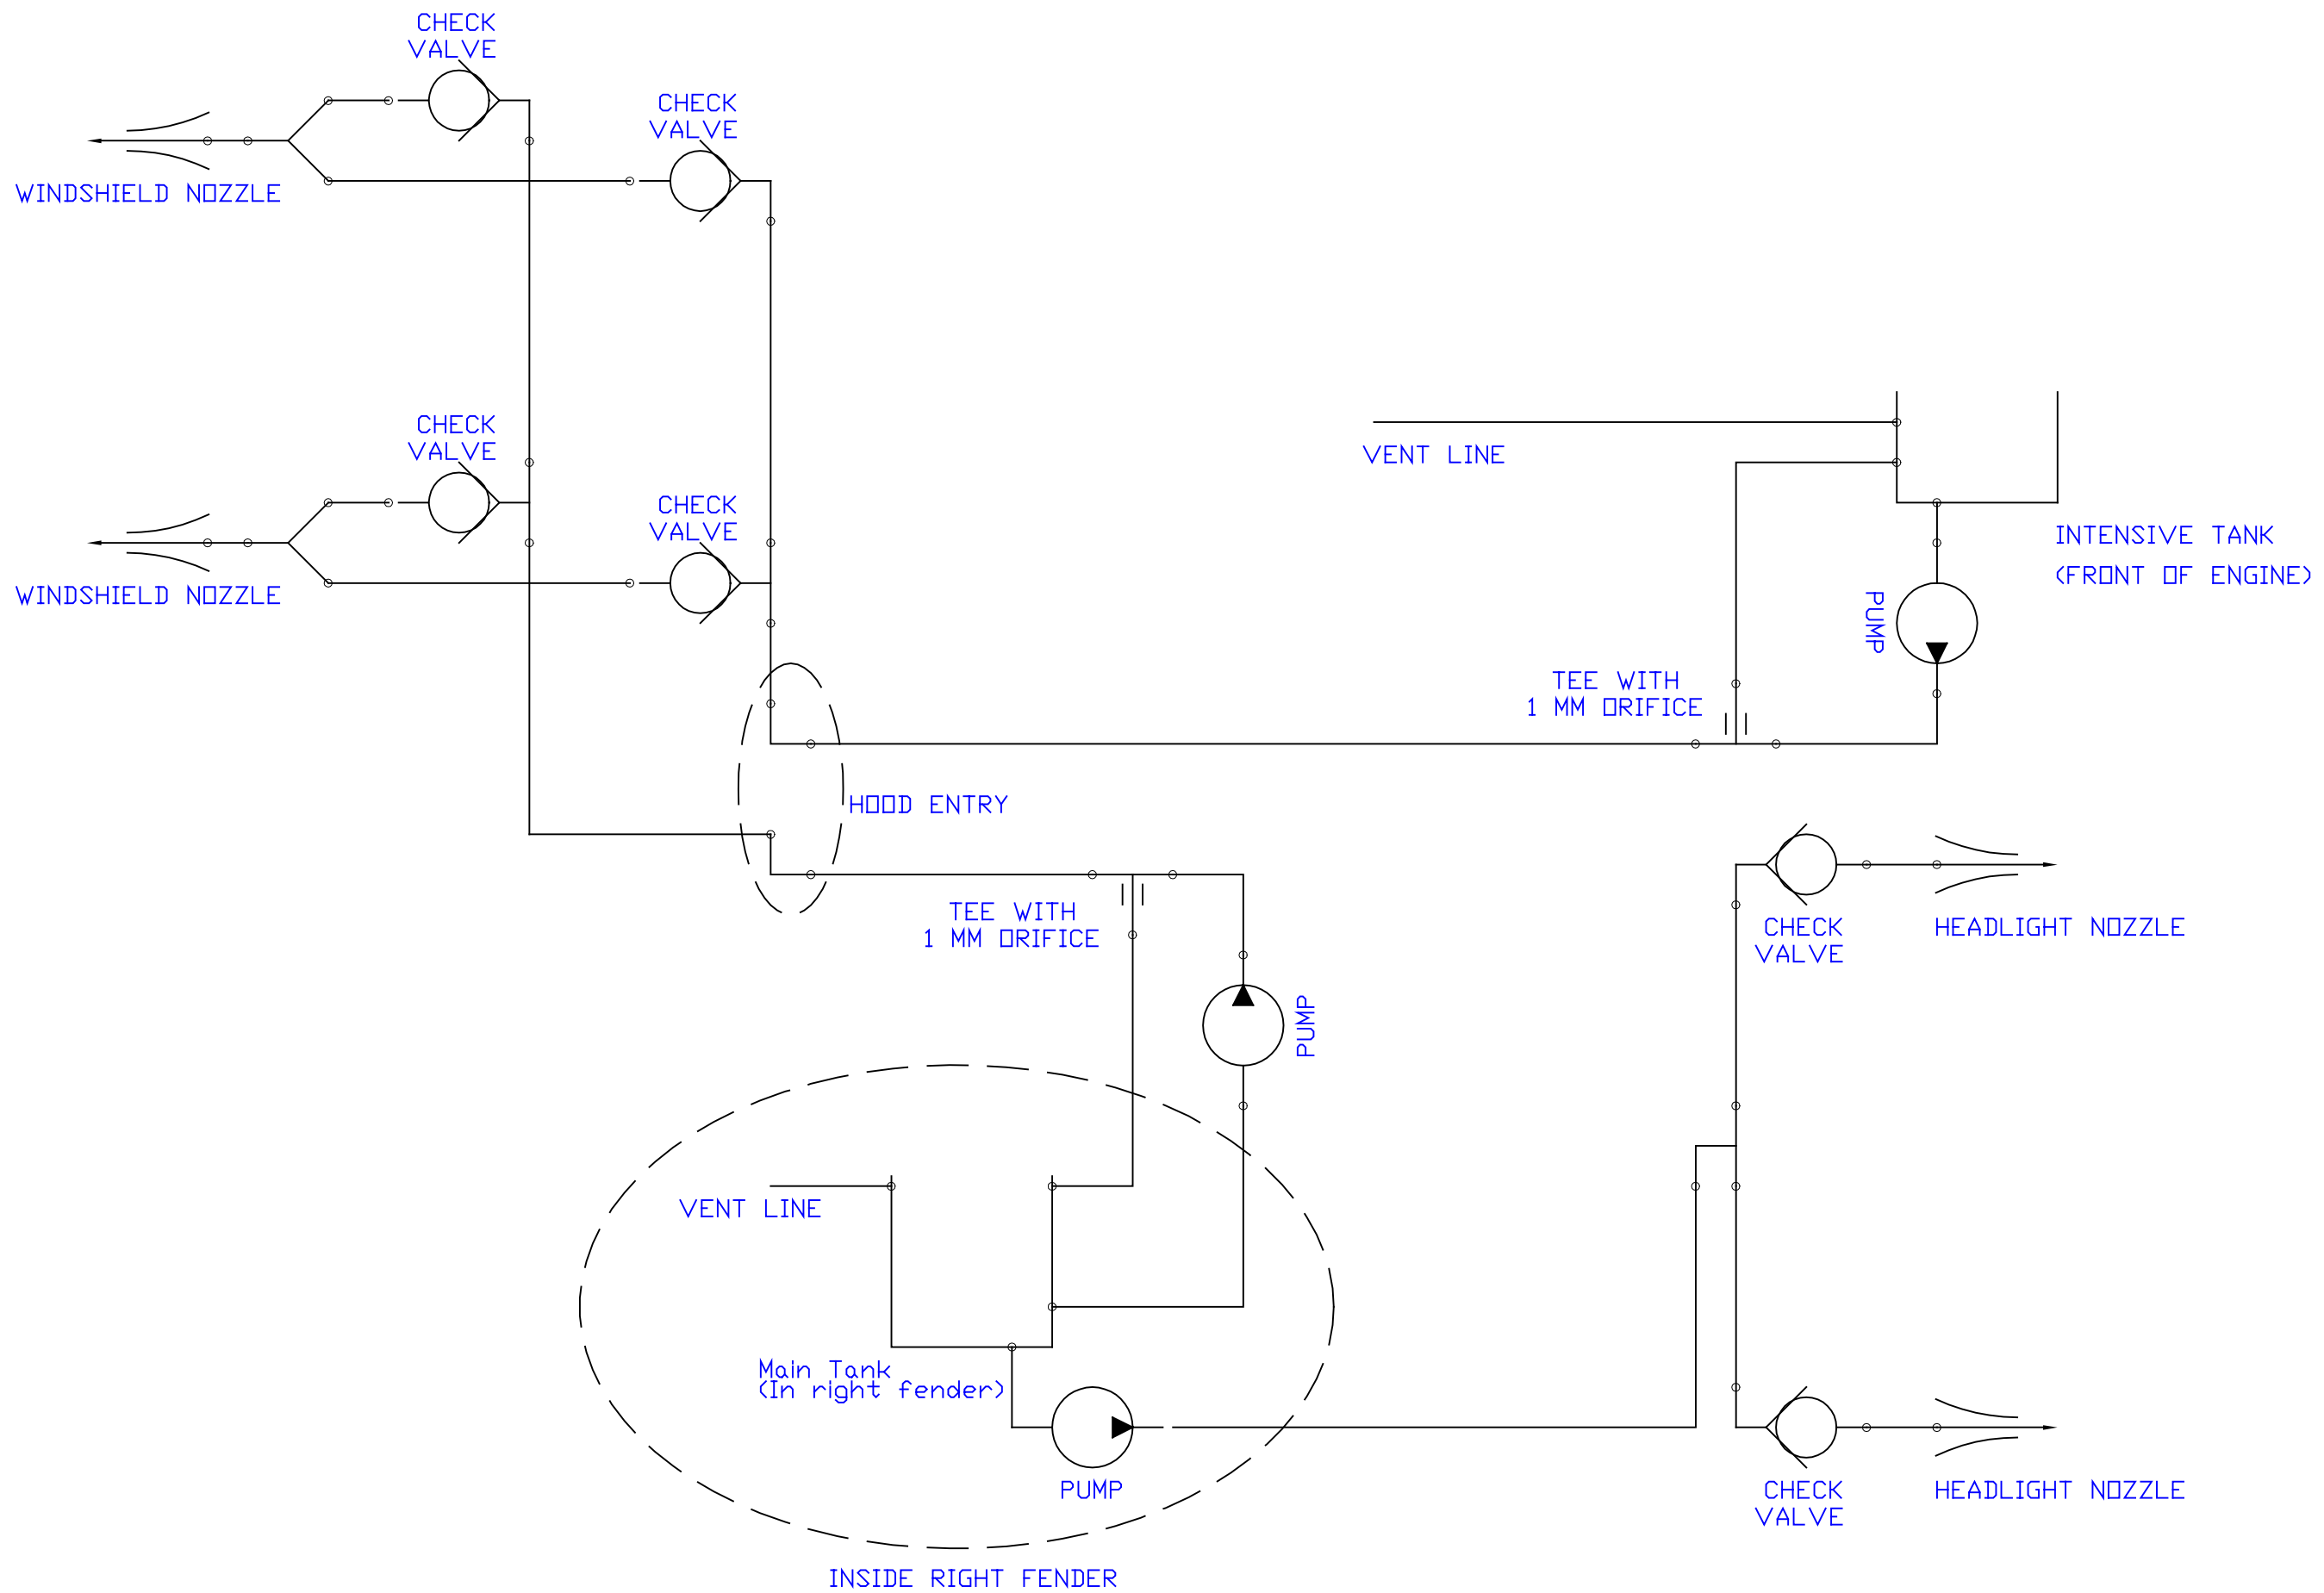 CHECK
VALVE
CHECK
VALVE
WINDSHIELD NOZZLE
CHECK
VALVE
VENT LINE
CHECK
VALVE
INTENSIVE TANK
(FRONT OF ENGINE)
WINDSHIELD NOZZLE
PUMP
TEE WITH
1 MM ORIFICE
HOOD ENTRY
TEE WITH
1 MM ORIFICE
CHECK
VALVE
HEADLIGHT NOZZLE
PUMP
VENT LINE
Main Tank
(In right fender)
PUMP
CHECK
VALVE
HEADLIGHT NOZZLE
INSIDE RIGHT FENDER